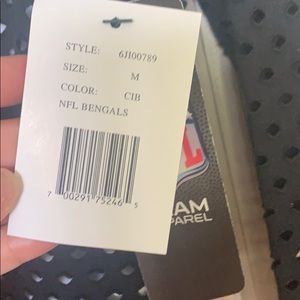 STYLE: 6JJ00789
SIZE: M
COLOR: CIB
NFL BENGALS
7 00291 75246 5